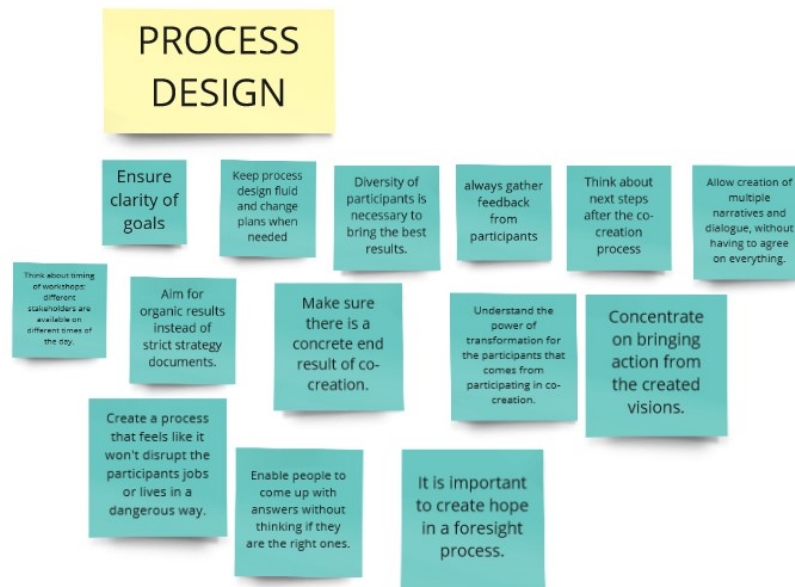 PROCESS
DESIGN
Ensure
clarity of
goals
Keep process
design fluid
and change
plans when
needed
Diversity of
participants is
necessary to
bring the best
results.
always gather
feedback
from
participants
Think about
next steps
after the co-
creation
process
Allow creation of
multiple
narratives and
dialogue, without
having to agree
on everything.
Think about timing
of workshops:
different
stakeholders are
available on
different times of
the day.
Aim for
organic results
instead of
strict strategy
documents.
Make sure
there is a
concrete end
result of co-
creation.
Understand the
power of
transformation for
the participants that
comes from
participating in co-
creation.
Concentrate
on bringing
action from
the created
visions.
Create a process
that feels like it
won't disrupt the
participants jobs
or lives in a
dangerous way.
Enable people to
come up with
answers without
thinking if they
are the right ones.
It is important
to create hope
in a foresight
process.